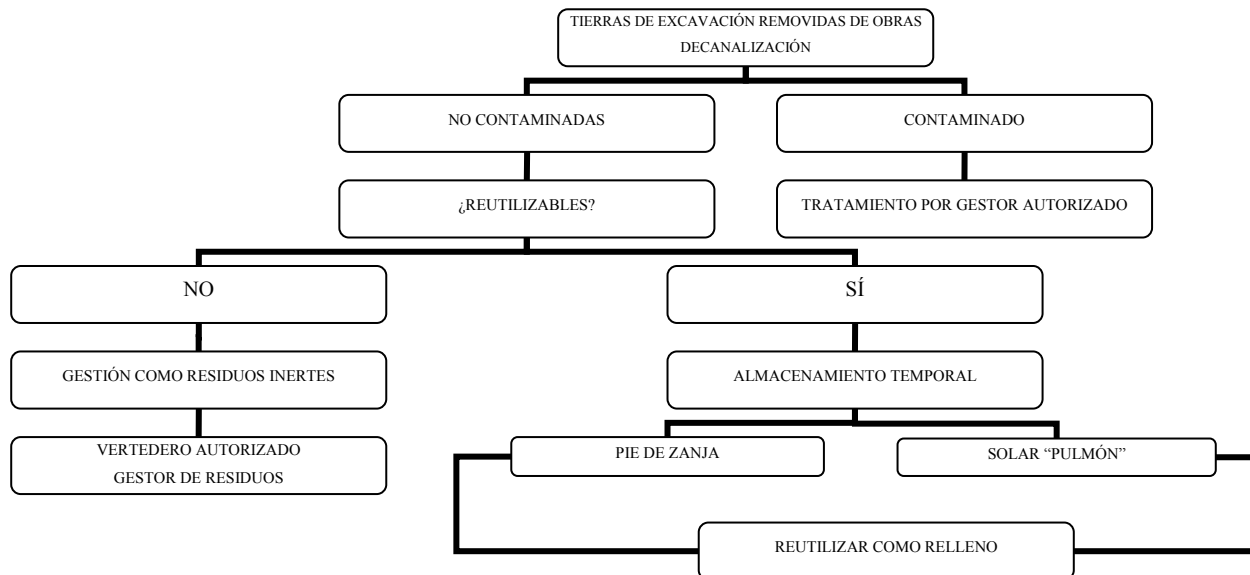 TIERRAS DE EXCAVACIÓN REMOVIDAS DE OBRAS
DECANALIZACIÓN
NO CONTAMINADAS
CONTAMINADO
¿REUTILIZABLES?
TRATAMIENTO POR GESTOR AUTORIZADO
NO
SÍ
GESTIÓN COMO RESIDUOS INERTES
ALMACENAMIENTO TEMPORAL
VERTEDERO AUTORIZADO
GESTOR DE RESIDUOS
PIE DE ZANJA
SOLAR “PULMÓN”
REUTILIZAR COMO RELLENO